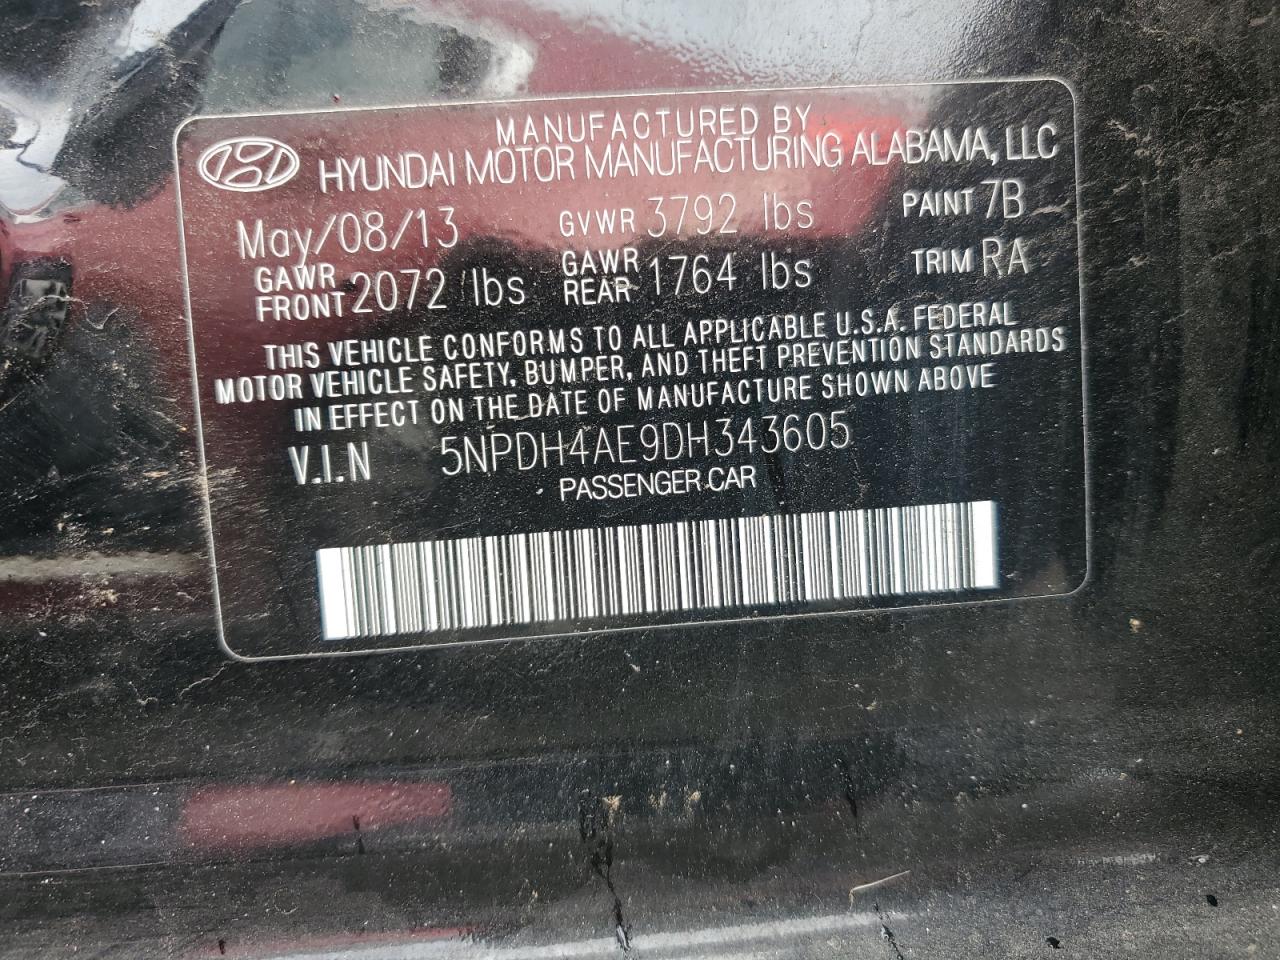 MANUFACTURED BY
HYUNDAI MOTOR MANUFACTURING ALABAMA, LLC
May/08/13 GVWR 3792 lbs PAINT 7B
GAWR FRONT 2072 lbs GAWR REAR 1764 lbs TRIM RA
THIS VEHICLE CONFORMS TO ALL APPLICABLE U.S.A. FEDERAL
MOTOR VEHICLE SAFETY, BUMPER, AND THEFT PREVENTION STANDARDS
IN EFFECT ON THE DATE OF MANUFACTURE SHOWN ABOVE
V.I.N 5NPDH4AE9DH343605
PASSENGER CAR